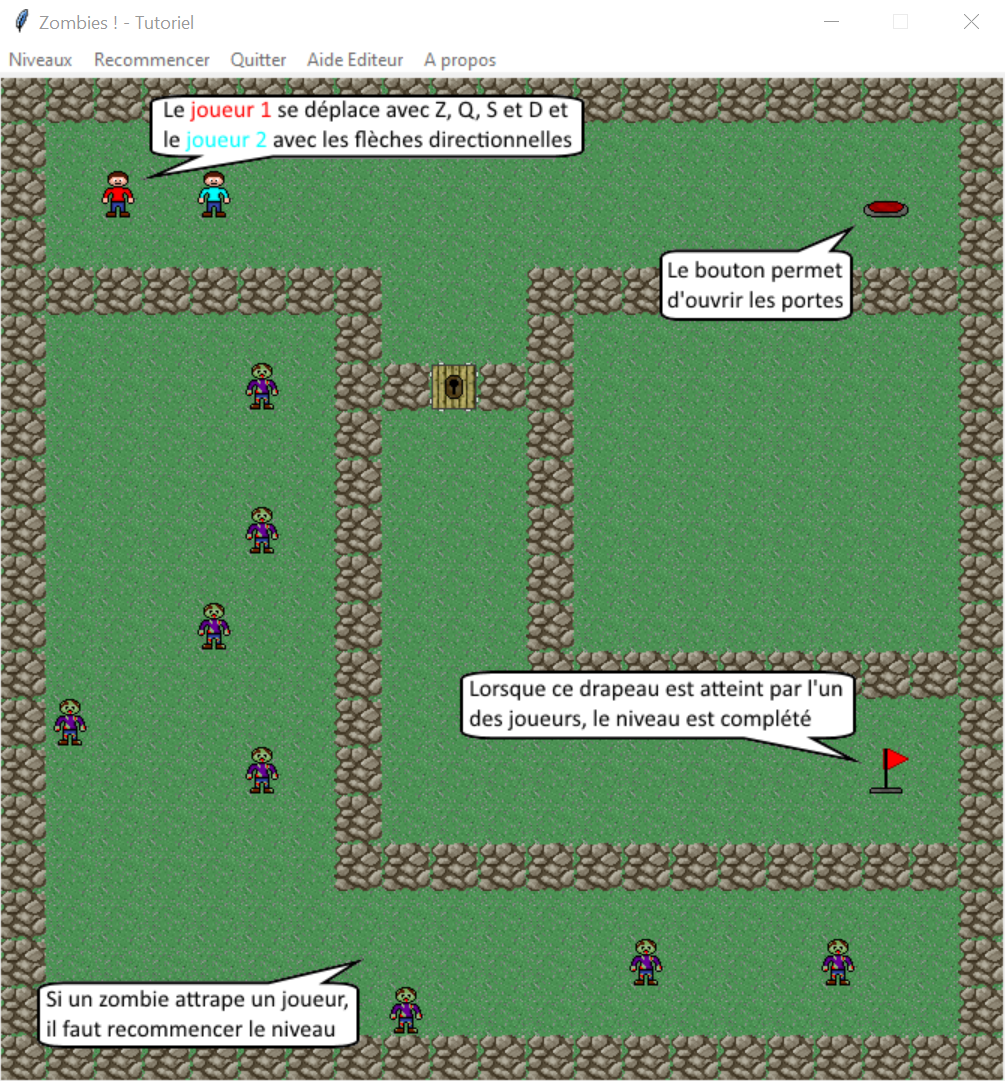 Zombies ! - Tutoriel
Niveaux Recommencer Quitter Aide Editeur A propos
Le joueur 1 se déplace avec Z, Q, S et D et
le joueur 2 avec les flèches directionnelles
Le bouton permet
d'ouvrir les portes
Lorsque ce drapeau est atteint par l'un
des joueurs, le niveau est complété
Si un zombie attrape un joueur,
il faut recommencer le niveau